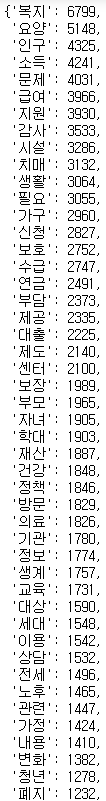 {'복지': 6799,
'요양': 5148,
'인구': 4325,
'소득': 4241,
'문제': 4031,
'급여': 3966,
'지원': 3930,
'감사': 3533,
'시설': 3286,
'치매': 3132,
'생활': 3064,
'필요': 3055,
'가구': 2960,
'신청': 2827,
'보호': 2752,
'수급': 2747,
'연금': 2491,
'부담': 2373,
'제공': 2335,
'대출': 2225,
'제도': 2140,
'센터': 2100,
'보장': 1989,
'부모': 1965,
'자녀': 1905,
'학대': 1903,
'재산': 1887,
'건강': 1848,
'정책': 1846,
'방문': 1829,
'의료': 1826,
'기관': 1780,
'정보': 1774,
'생계': 1757,
'교육': 1731,
'대상': 1590,
'세대': 1548,
'이용': 1542,
'상담': 1532,
'전세': 1496,
'노후': 1465,
'관련': 1447,
'가정': 1424,
'내용': 1410,
'변화': 1382,
'청년': 1278,
'폐지': 1232,